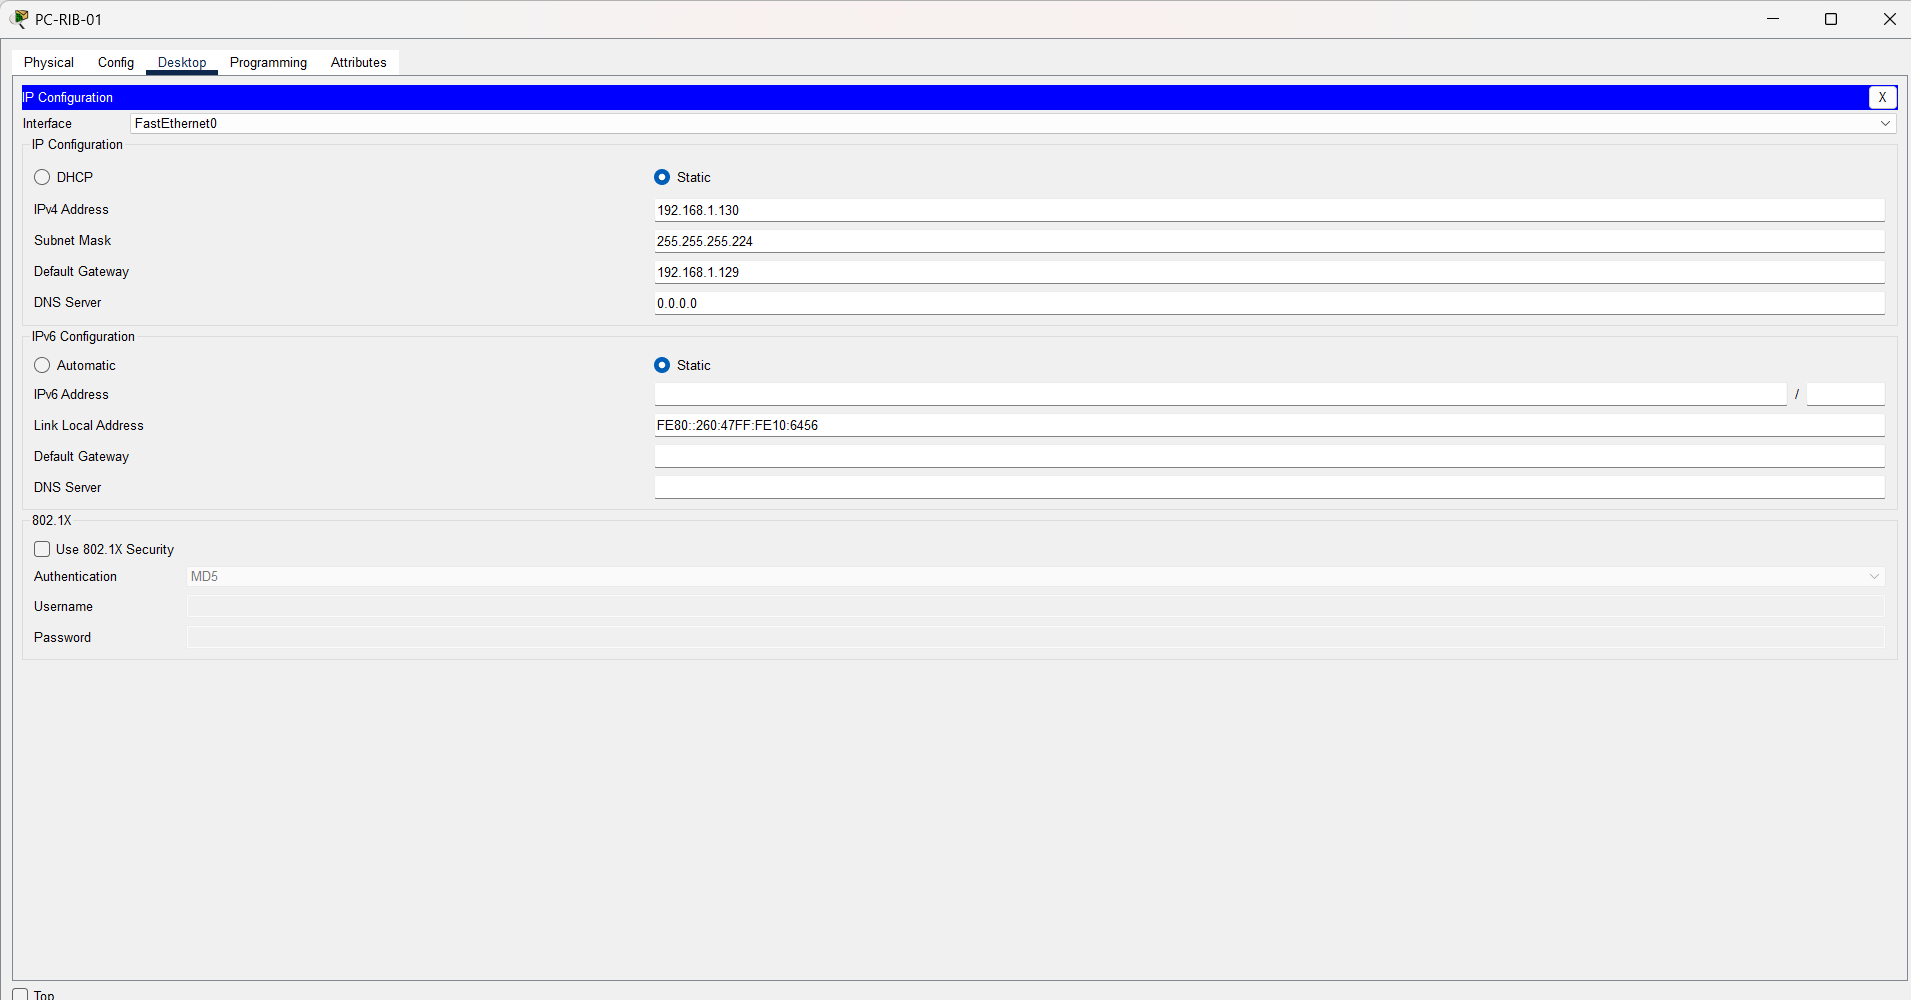 PC-RIB-01
Physical Config Desktop Programming Attributes
IP Configuration X
Interface FastEthernet0
IP Configuration
DHCP Static
IPv4 Address 192.168.1.130
Subnet Mask 255.255.255.224
Default Gateway 192.168.1.129
DNS Server 0.0.0.0
IPv6 Configuration
Automatic Static
IPv6 Address /
Link Local Address FE80::260:47FF:FE10:6456
Default Gateway
DNS Server
802.1X
Use 802.1X Security
Authentication MD5
Username
Password
Top